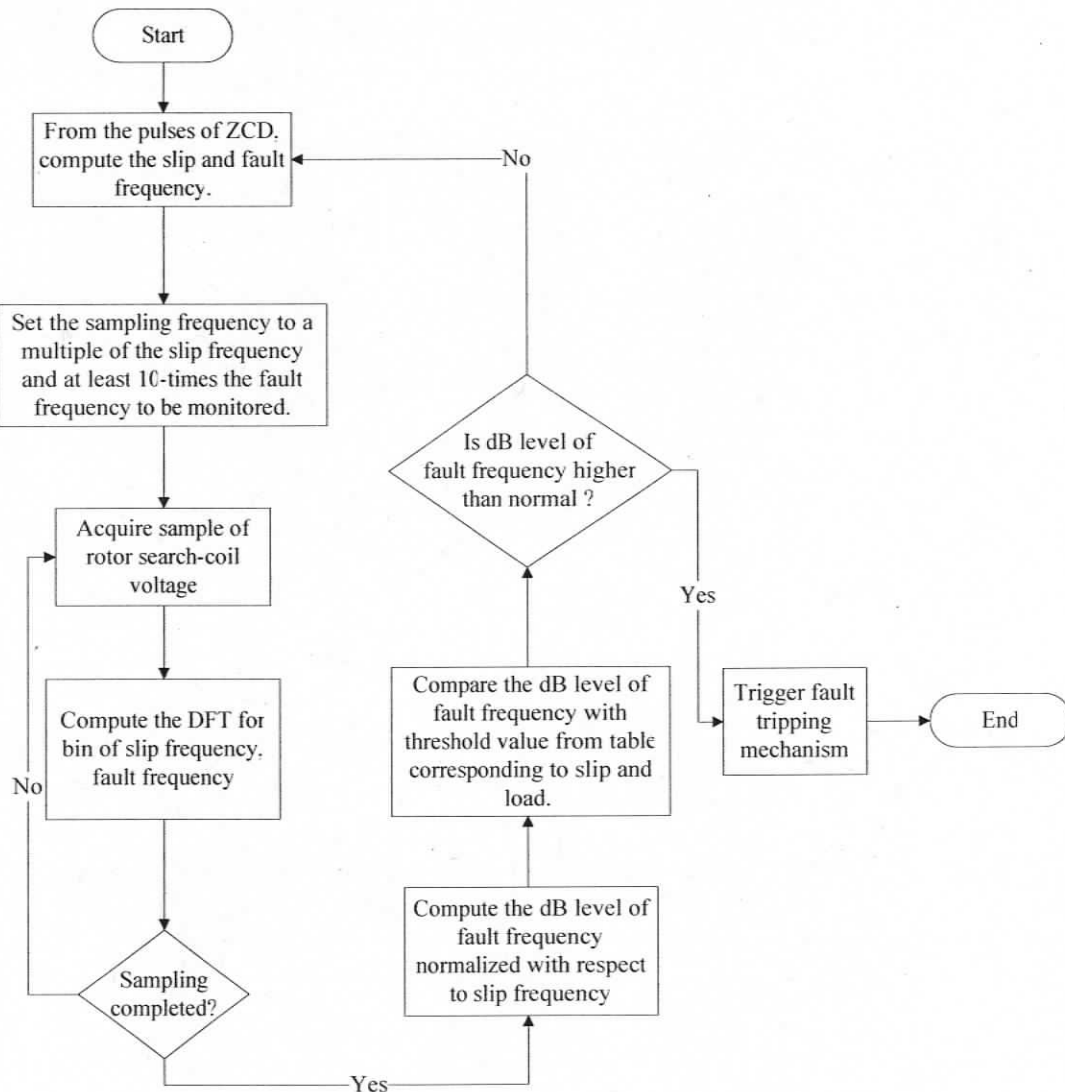 Start
From the pulses of ZCD,
compute the slip and fault
frequency.
No
Set the sampling frequency to a
multiple of the slip frequency
and at least 10-times the fault
frequency to be monitored.
Acquire sample of
rotor search-coil
voltage
Compute the DFT for
bin of slip frequency,
fault frequency
No
Sampling
completed?
Yes
Compute the dB level of
fault frequency
normalized with respect
to slip frequency
Compare the dB level of
fault frequency with
threshold value from table
corresponding to slip and
load.
Is dB level of
fault frequency higher
than normal ?
Yes
Trigger fault
tripping
mechanism
End